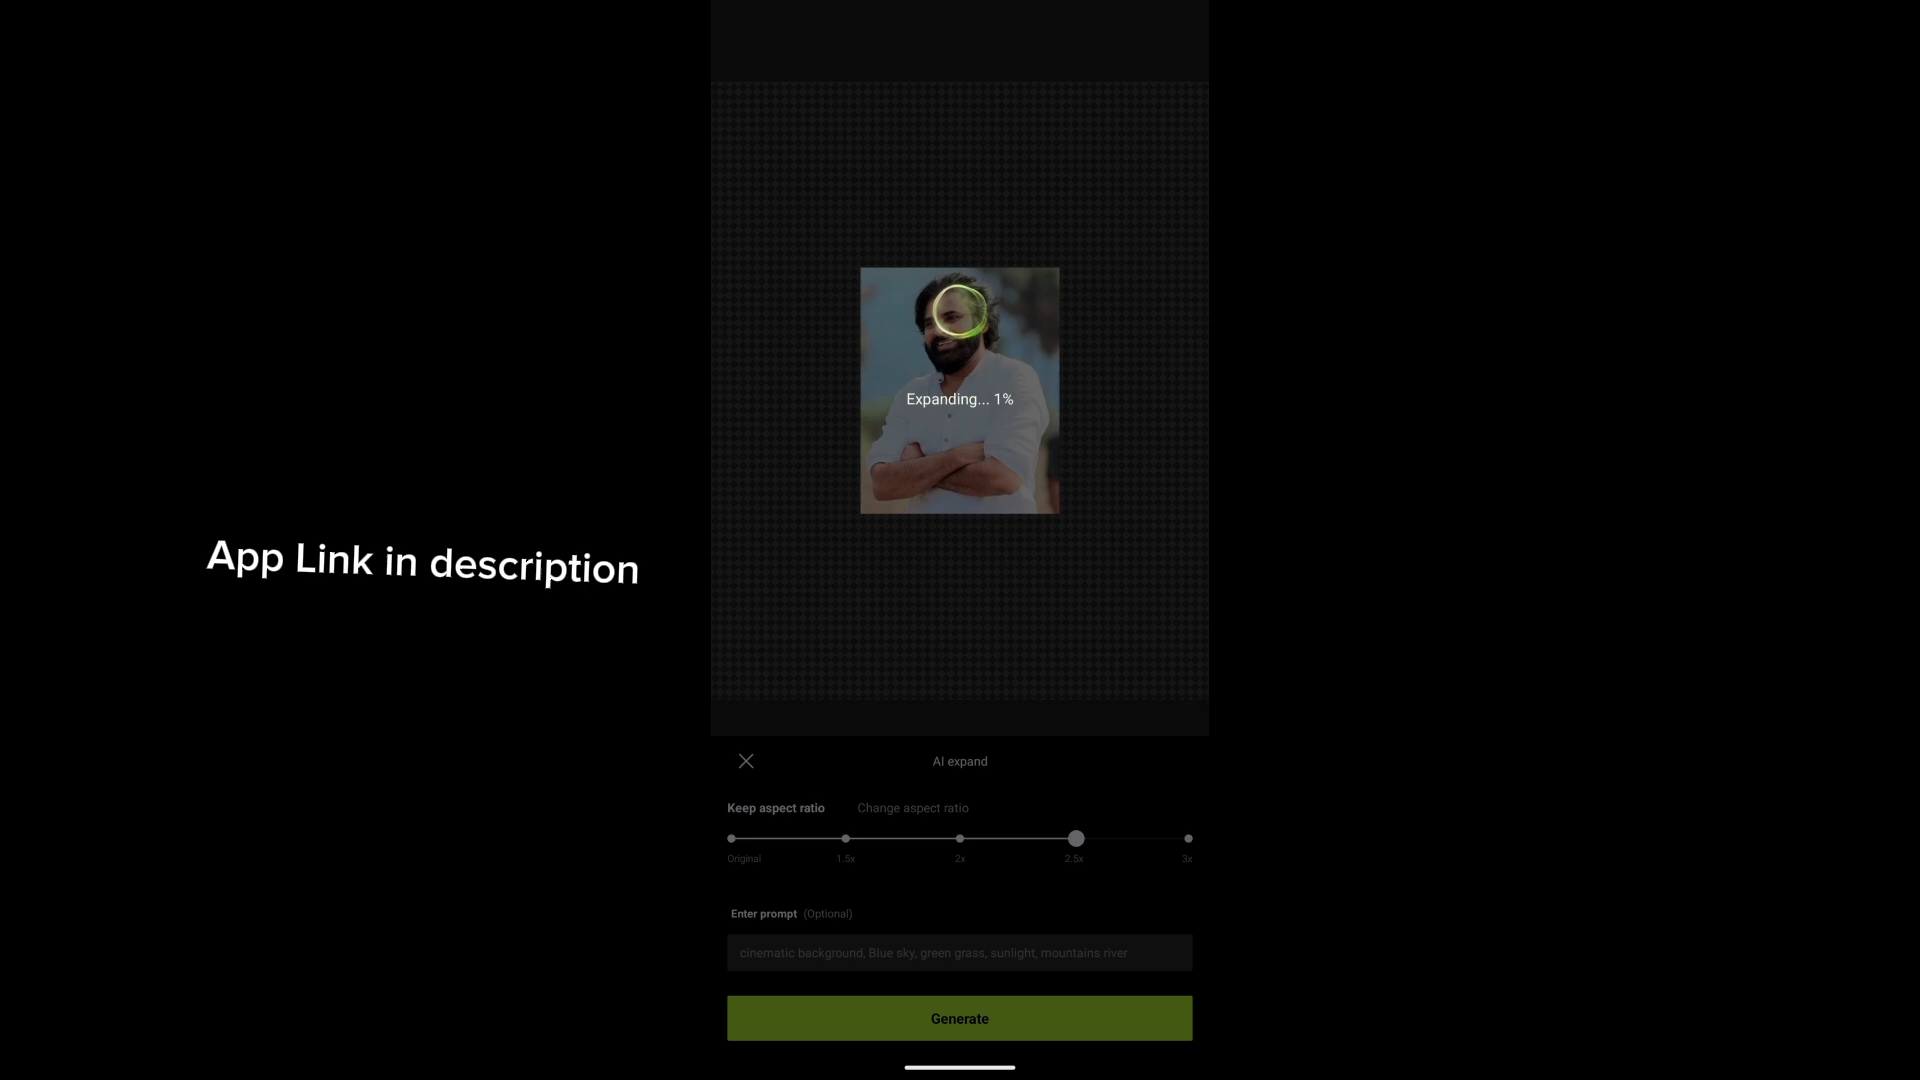 App Link in description
Expanding... 1%
AI expand
Keep aspect ratio Change aspect ratio
Original 1.5x 2x 2.5x 3x
Enter prompt (Optional)
cinematic background, Blue sky, green grass, sunlight, mountains river
Generate